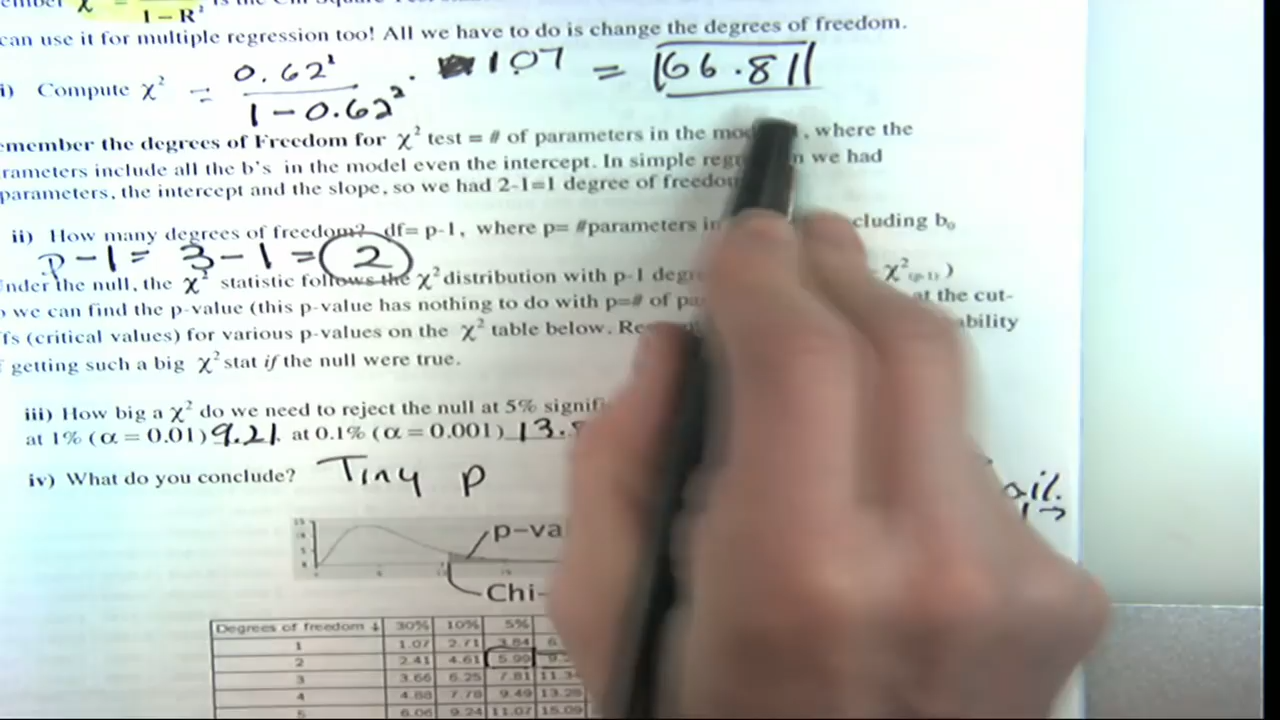 1 – R²
can use it for multiple regression too! All we have to do is change the degrees of freedom.
i) Compute χ² = 0.62² / 1 – 0.62² · 107 = 66.81
member the degrees of Freedom for χ² test = # of parameters in the , where the
rameters include all the b's in the model even the intercept. In simple we had
parameters, the intercept and the slope, so we had 2-1=1 degree of freedom
ii) How many degrees of freedom? df= p-1, where p= #parameters in cluding b₀
p – 1 = 3 – 1 = 2
nder the null, the χ² statistic follows the χ² distribution with p-1 χ²(p-1) )
we can find the p-value (this p-value has nothing to do with p=# of at the cut-
fs (critical values) for various p-values on the χ² table below. ability
getting such a big χ² stat if the null were true.
iii) How big a χ² do we need to reject the null at 5%
at 1% (α = 0.01) 9.21. at 0.1% (α = 0.001) 13.
iv) What do you conclude? Tiny p
p-va
Chi-
Degrees of freedom 30% 10% 5%
1 1.07 2.71 3.84
2 2.41 4.61 5.99
3 3.66 6.25 7.81 11.3
4 4.88 7.78 9.49 13.28
5 6.06 9.24 11.07 15.09